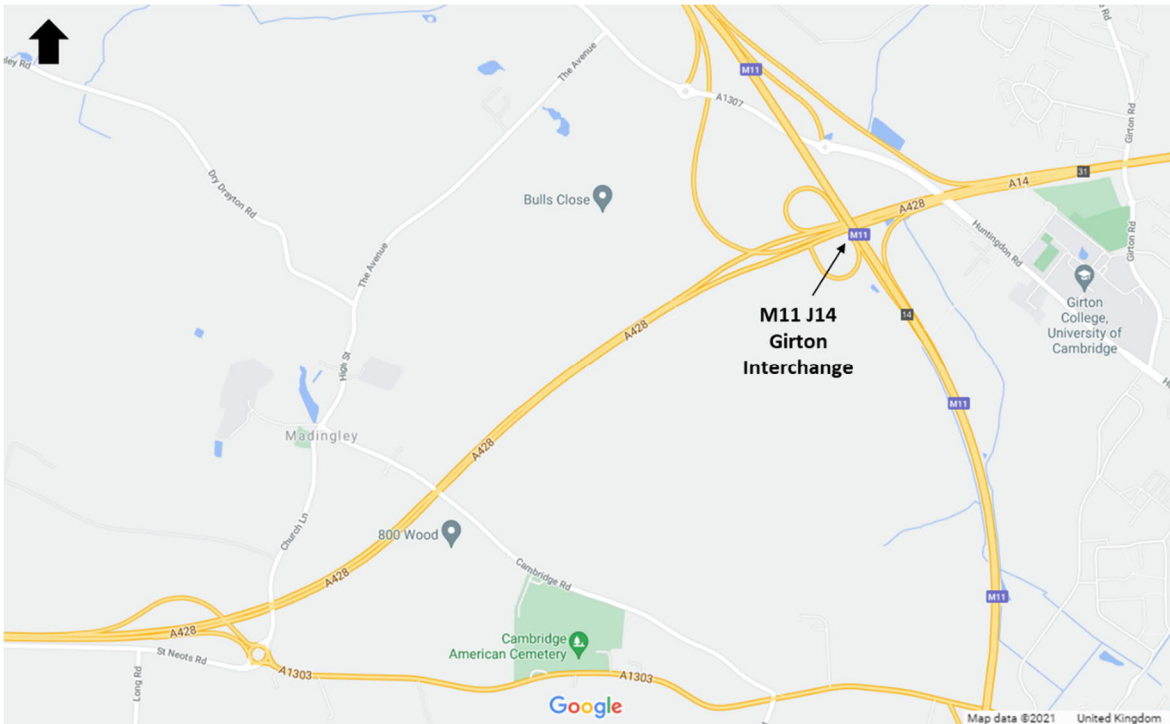 nley Rd
The Avenue
M11
A1307
Girton Rd
Dry Drayton Rd
Bulls Close
31
A14
A428
M11
Huntingdon Rd
Girton Rd
The Avenue
M11 J14
Girton
Interchange
14
Girton
College,
University of
Cambridge
A428
High St
M11
Madingley
A428
800 Wood
Church Ln
Cambridge Rd
A428
M11
A428
St Neots Rd
Cambridge
American Cemetery
A1303
A1303
Long Rd
Google
Map data ©2021 United Kingdom